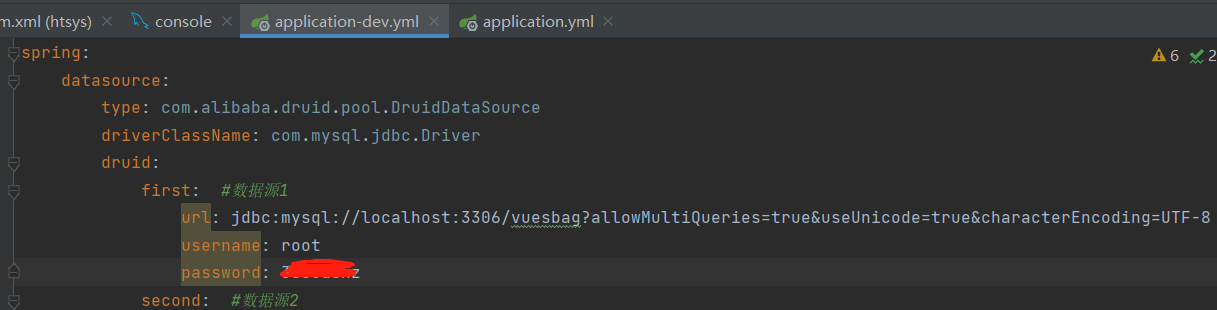 m.xml (htsys) × console × application-dev.yml × application.yml ×
spring: 6 2
datasource:
type: com.alibaba.druid.pool.DruidDataSource
driverClassName: com.mysql.jdbc.Driver
druid:
first: #数据源1
url: jdbc:mysql://localhost:3306/vuesbag?allowMultiQueries=true&useUnicode=true&characterEncoding=UTF-8
username: root
password:
second: #数据源2